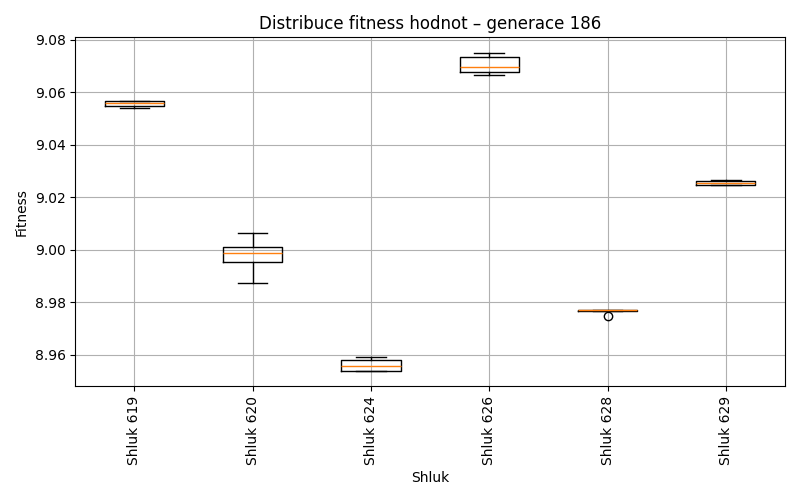 Distribuce fitness hodnot – generace 186
9.08
9.06
9.04
9.02
9.00
8.98
8.96
Fitness
Shluk 619
Shluk 620
Shluk 624
Shluk 626
Shluk 628
Shluk 629
Shluk